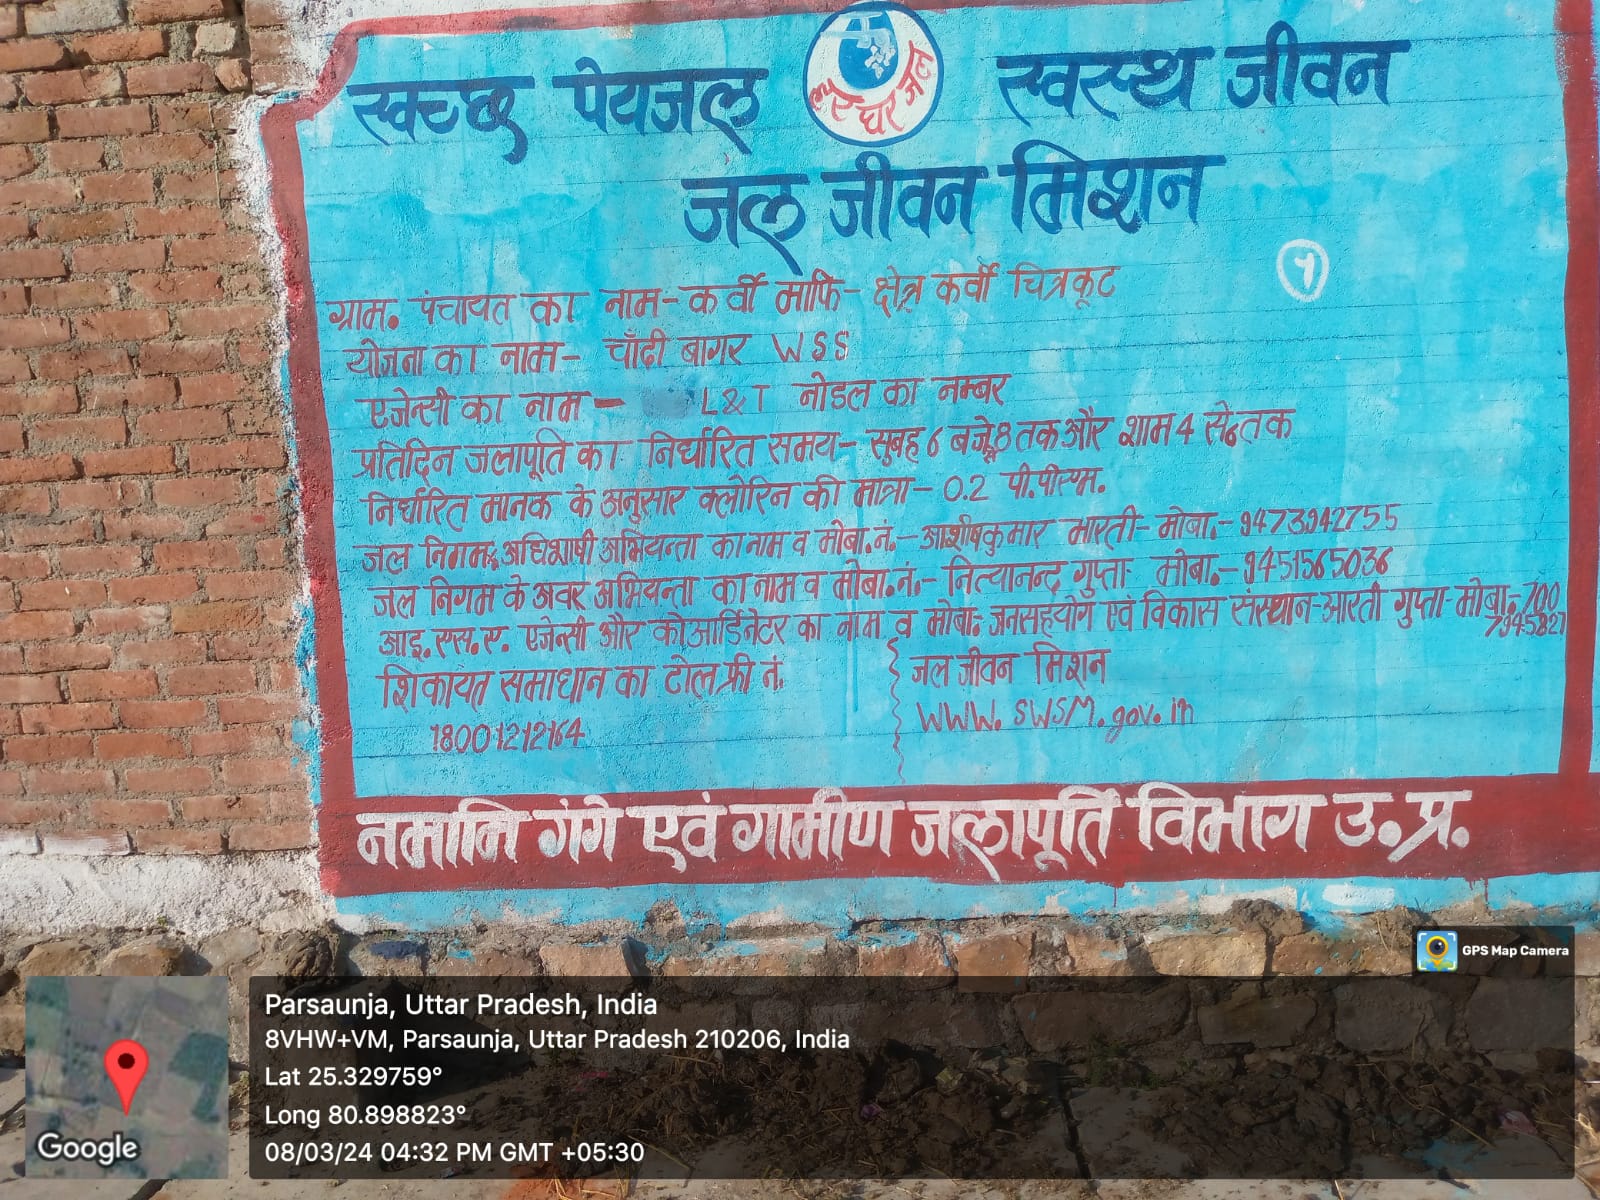 स्वच्छ पेयजल हर घर जल स्वस्थ जीवन
जल जीवन मिशन
१
ग्राम. पंचायत का नाम- कर्वी माफि- क्षेत्र कर्वी चित्रकूट
योजना का नाम- चाँदी बागर WSS
एजेन्सी का नाम - L&T नोडल का नम्बर
प्रतिदिन जलापूति का निर्धारित समय- सुबह 6 बजे 8 तक और शाम 4 से 6 तक
निर्धारित मानक के अनुसार क्लोरिन की मात्रा- 0.2 पी.पीएम.
जल निगम अधिभाषी अभियन्ता का नाम व मोबा.नं.- आशीषकुमार भारती- मोबा.- 9473942755
जल निगम के अवर अभियन्ता का नाम व मोबा.नं.- नित्यानन्द गुप्ता- मोबा.- 9451565036
आइ.एस.ए. एजेन्सी और कोआर्डिनेटर का नाम व मोबा: जनसहयोग एवं विकास संस्थान-आरती गुप्ता-मोबा.-700
7945827
शिकायत समाधान का टोल फ्री नं.
18001212164
जल जीवन मिशन
WWW.SWSM.gov.in
नमामि गंगे एवं गामीण जलापूर्ति विभाग उ.प्र.
GPS Map Camera
Parsaunja, Uttar Pradesh, India
8VHW+VM, Parsaunja, Uttar Pradesh 210206, India
Lat 25.329759°
Long 80.898823°
08/03/24 04:32 PM GMT +05:30
Google